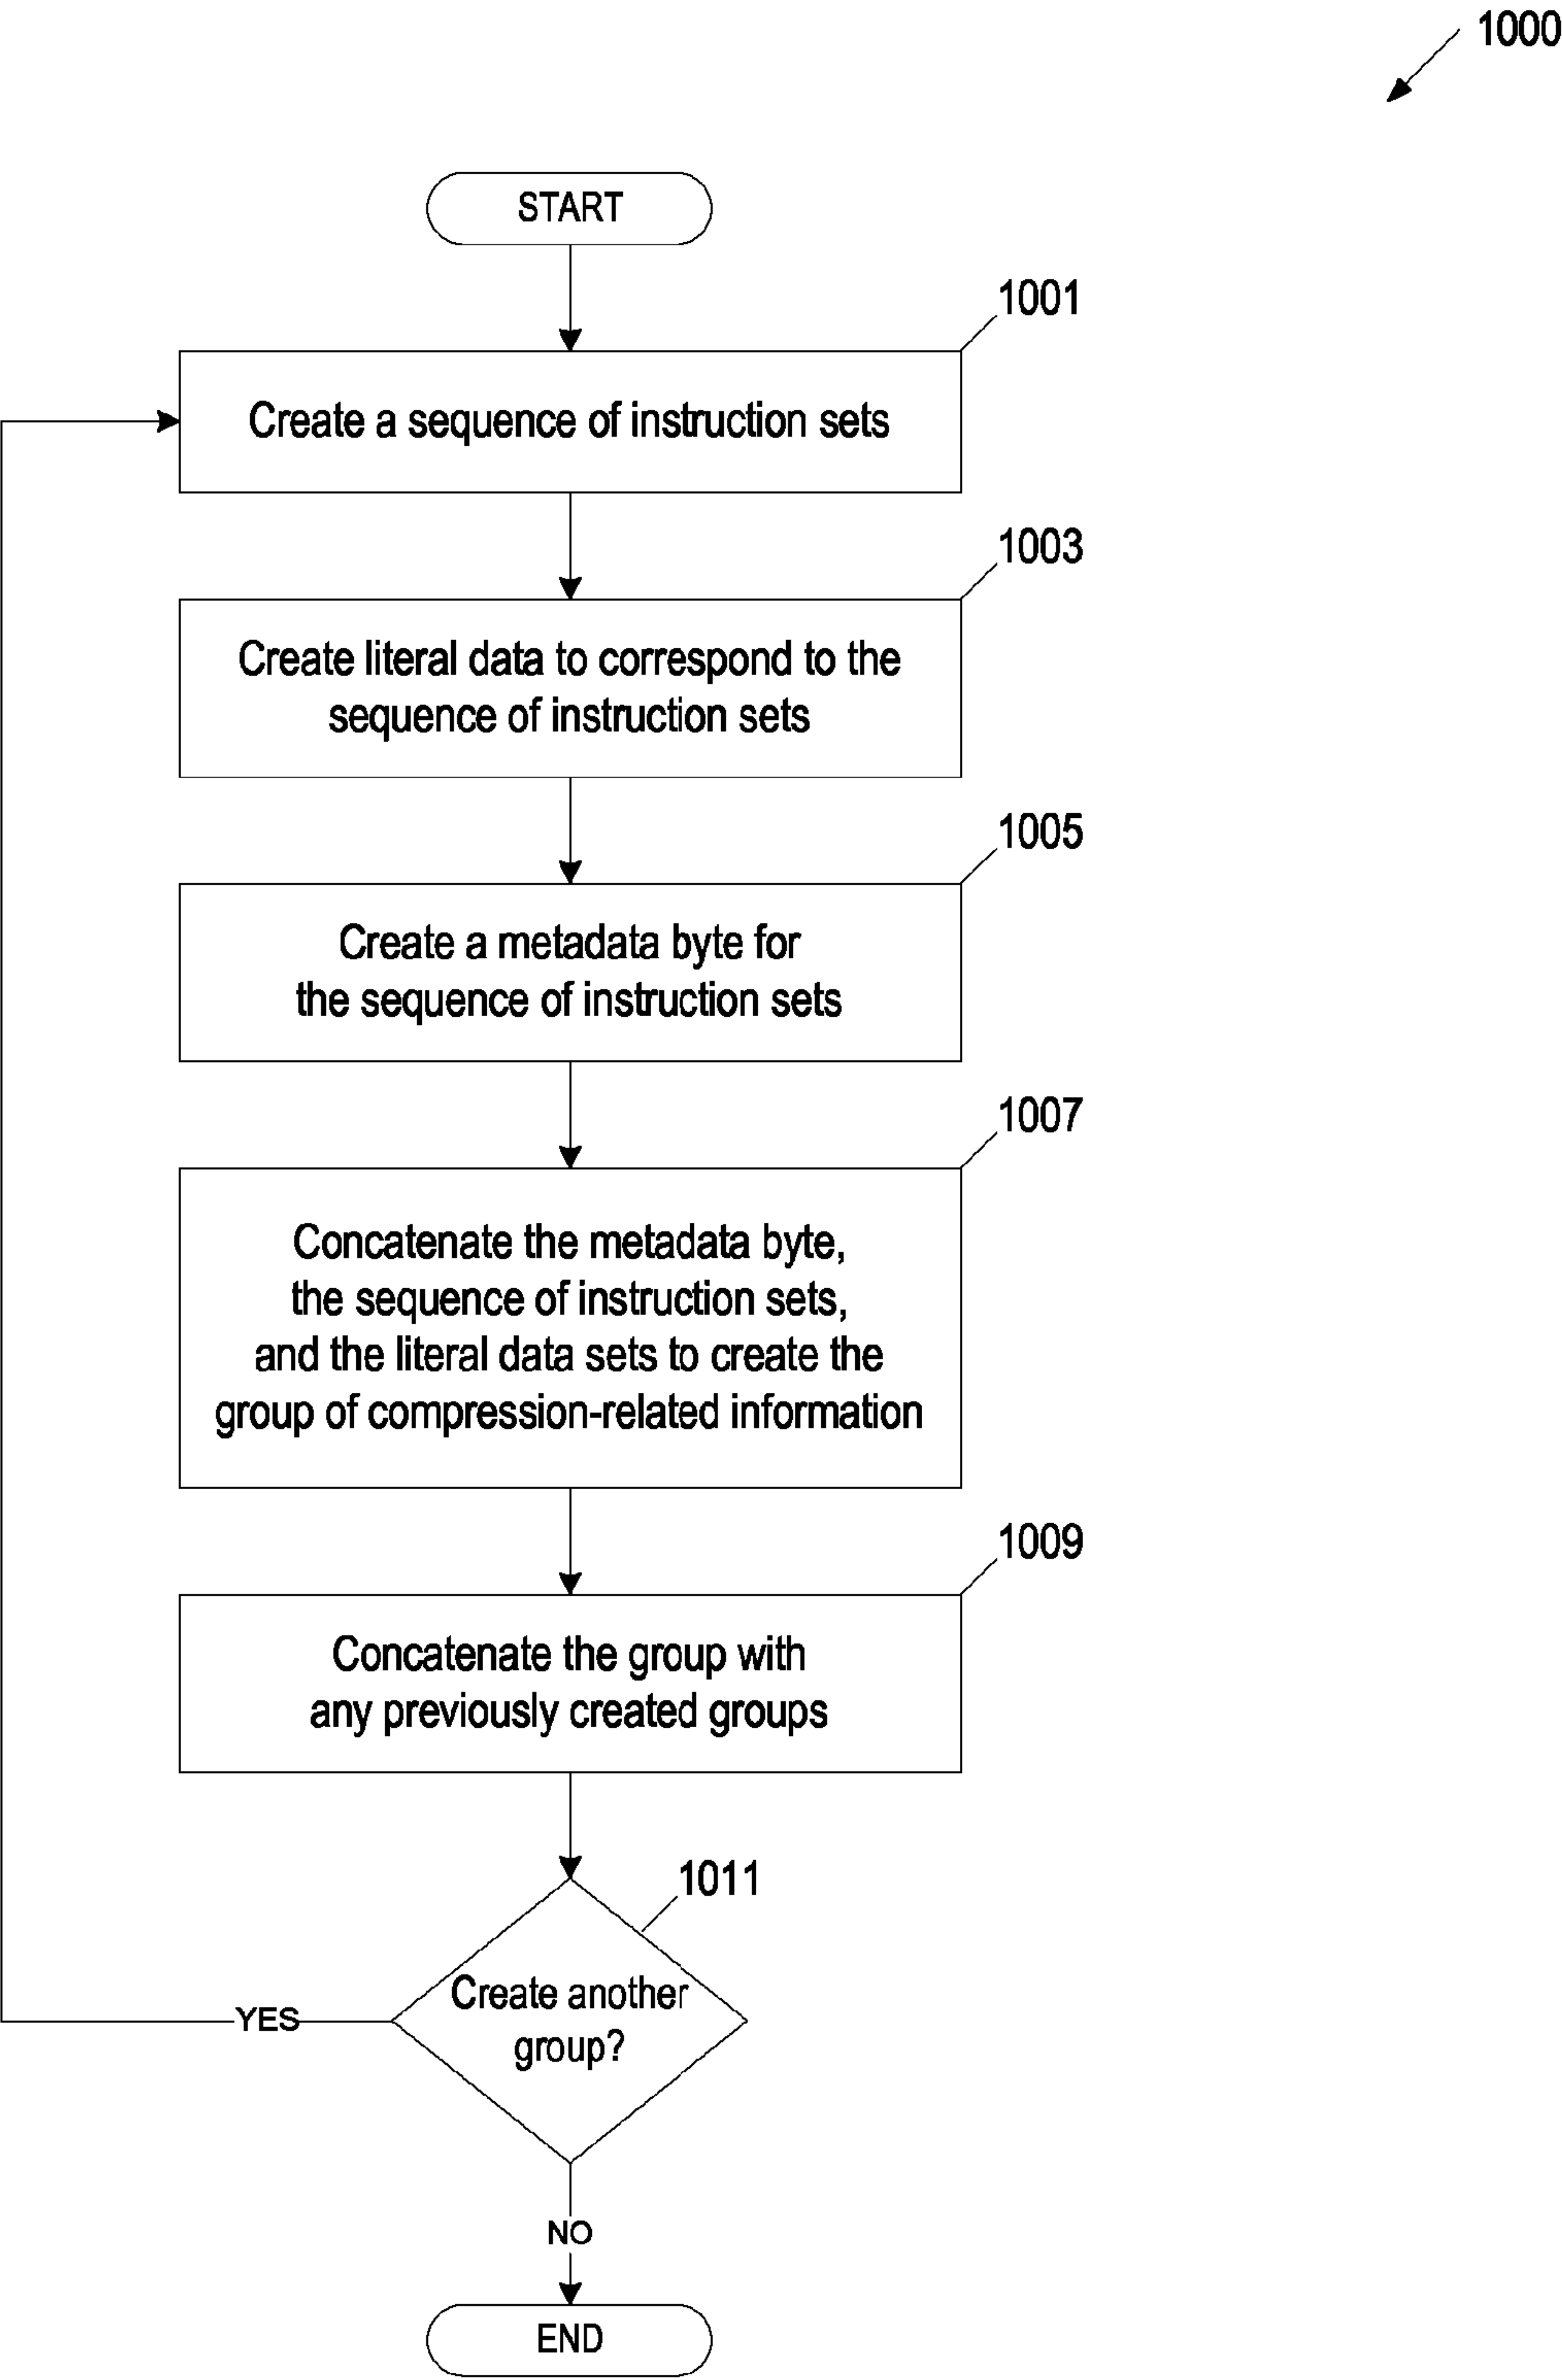 1000
START
1001
Create a sequence of instruction sets
1003
Create literal data to correspond to the
sequence of instruction sets
1005
Create a metadata byte for
the sequence of instruction sets
1007
Concatenate the metadata byte,
the sequence of instruction sets,
and the literal data sets to create the
group of compression-related information
1009
Concatenate the group with
any previously created groups
1011
Create another
group?
YES
NO
END